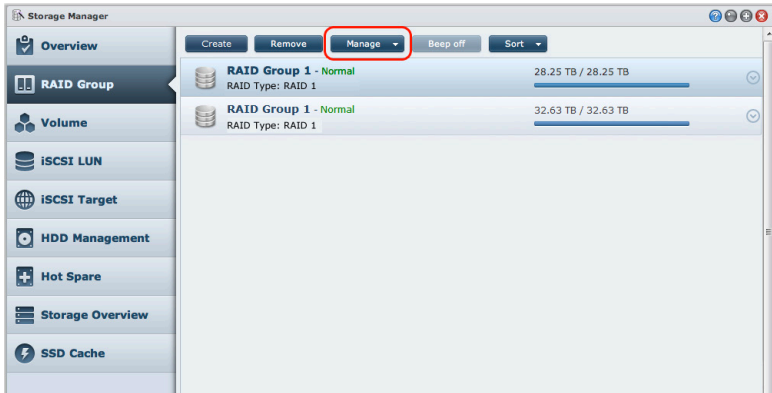 Storage Manager
Overview
RAID Group
Volume
iSCSI LUN
iSCSI Target
HDD Management
Hot Spare
Storage Overview
SSD Cache
Create Remove Manage Beep off Sort
RAID Group 1 - Normal 28.25 TB / 28.25 TB
RAID Type: RAID 1
RAID Group 1 - Normal 32.63 TB / 32.63 TB
RAID Type: RAID 1